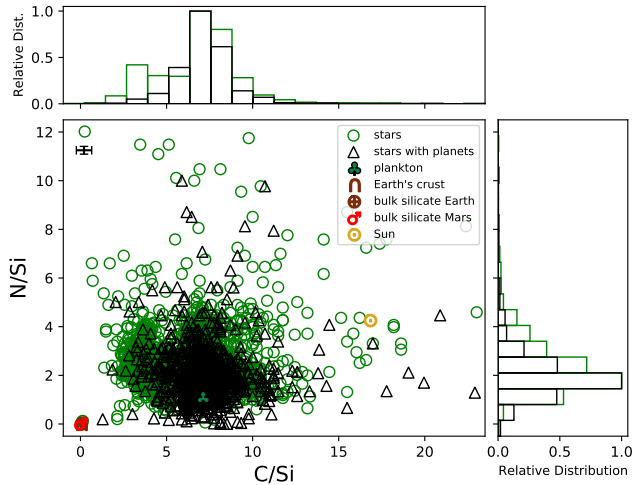 1.0
0.5
0.0
Relative Dist.
12
10
8
6
4
2
0
N/Si
stars
stars with planets
plankton
Earth's crust
bulk silicate Earth
bulk silicate Mars
Sun
0
5
10
15
20
C/Si
0.0
0.5
1.0
Relative Distribution